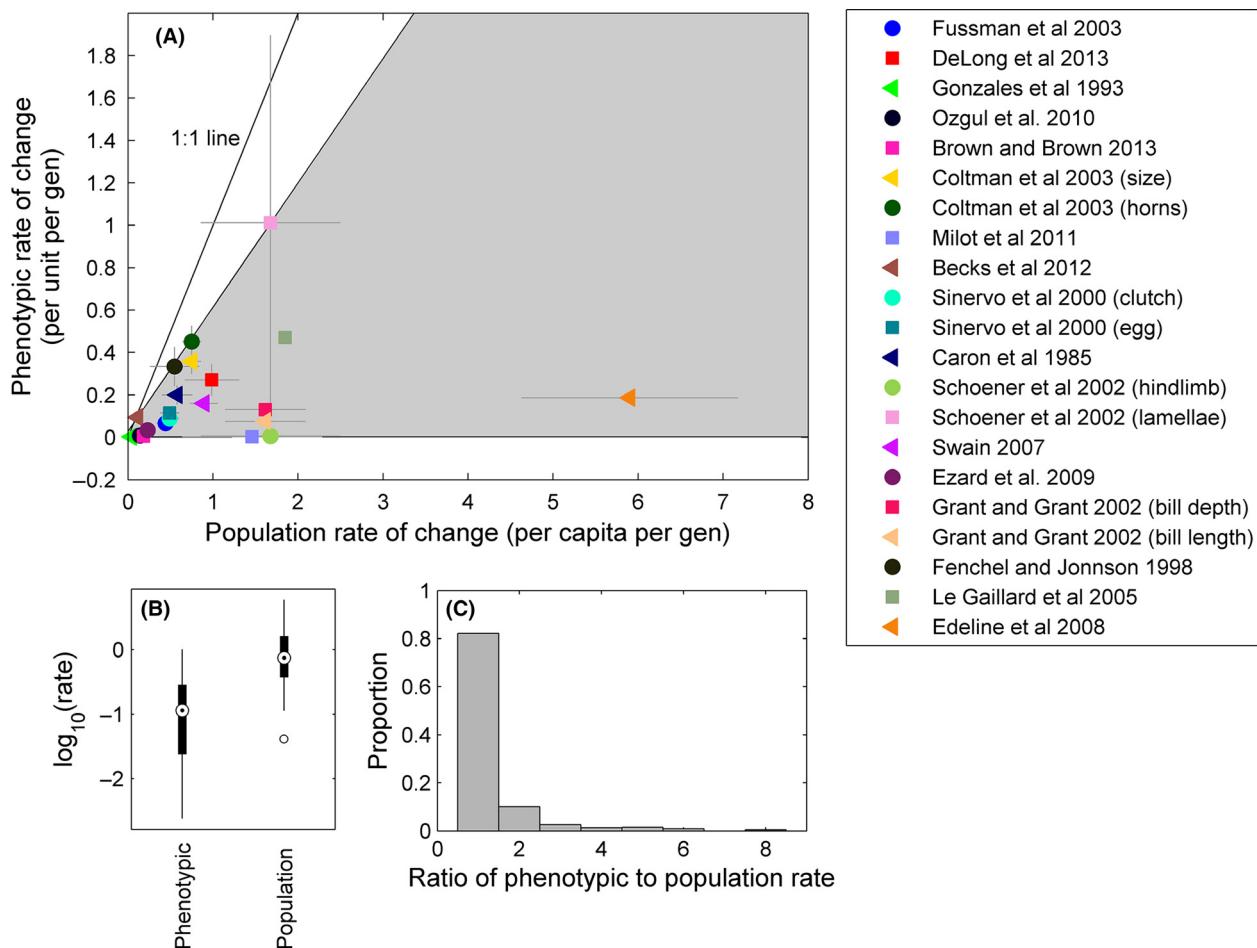 (A)
1.8
1.6
1.4
1.2
1
0.8
0.6
0.4
0.2
0
−0.2
0 1 2 3 4 5 6 7 8
1:1 line
Phenotypic rate of change
(per unit per gen)
Population rate of change (per capita per gen)
Fussman et al 2003
DeLong et al 2013
Gonzales et al 1993
Ozgul et al. 2010
Brown and Brown 2013
Coltman et al 2003 (size)
Coltman et al 2003 (horns)
Milot et al 2011
Becks et al 2012
Sinervo et al 2000 (clutch)
Sinervo et al 2000 (egg)
Caron et al 1985
Schoener et al 2002 (hindlimb)
Schoener et al 2002 (lamellae)
Swain 2007
Ezard et al. 2009
Grant and Grant 2002 (bill depth)
Grant and Grant 2002 (bill length)
Fenchel and Jonnson 1998
Le Gaillard et al 2005
Edeline et al 2008
(B)
0
−1
−2
log10(rate)
Phenotypic
Population
(C)
1
0.8
0.6
0.4
0.2
0
0 2 4 6 8
Proportion
Ratio of phenotypic to population rate